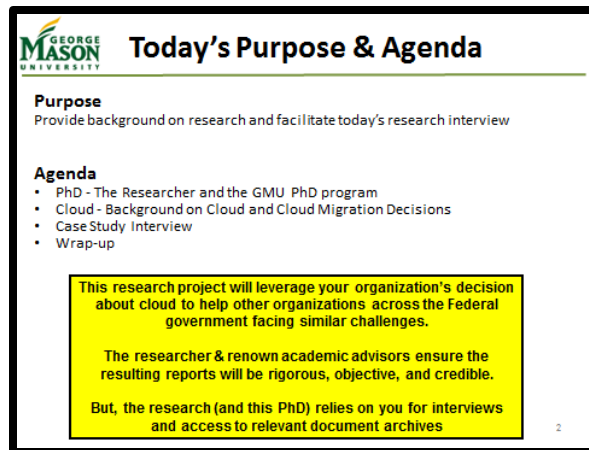 GEORGE
MASON
UNIVERSITY
Today's Purpose & Agenda
Purpose
Provide background on research and facilitate today's research interview
Agenda
• PhD - The Researcher and the GMU PhD program
• Cloud - Background on Cloud and Cloud Migration Decisions
• Case Study Interview
• Wrap-up
This research project will leverage your organization's decision
about cloud to help other organizations across the Federal
government facing similar challenges.
The researcher & renown academic advisors ensure the
resulting reports will be rigorous, objective, and credible.
But, the research (and this PhD) relies on you for interviews
and access to relevant document archives
2